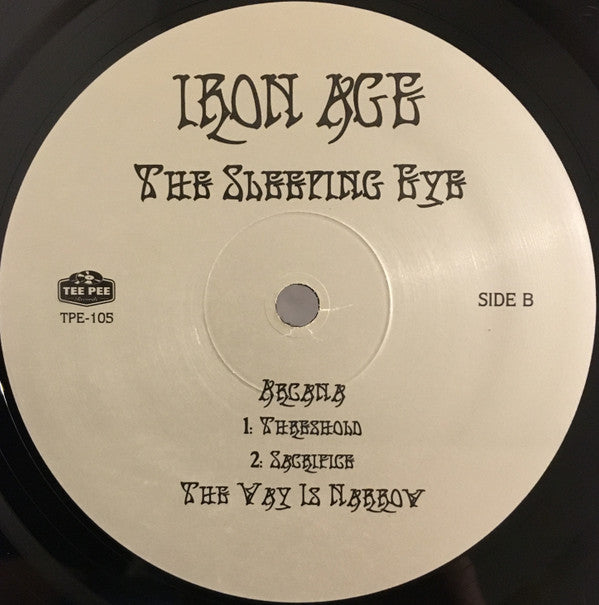 IRON AGE
THE SLEEPING EYE
TEE PEE
Records
TPE-105
SIDE B
ARCANA
1: THRESHOLD
2: SACRIFICE
THE WAY IS NARROW